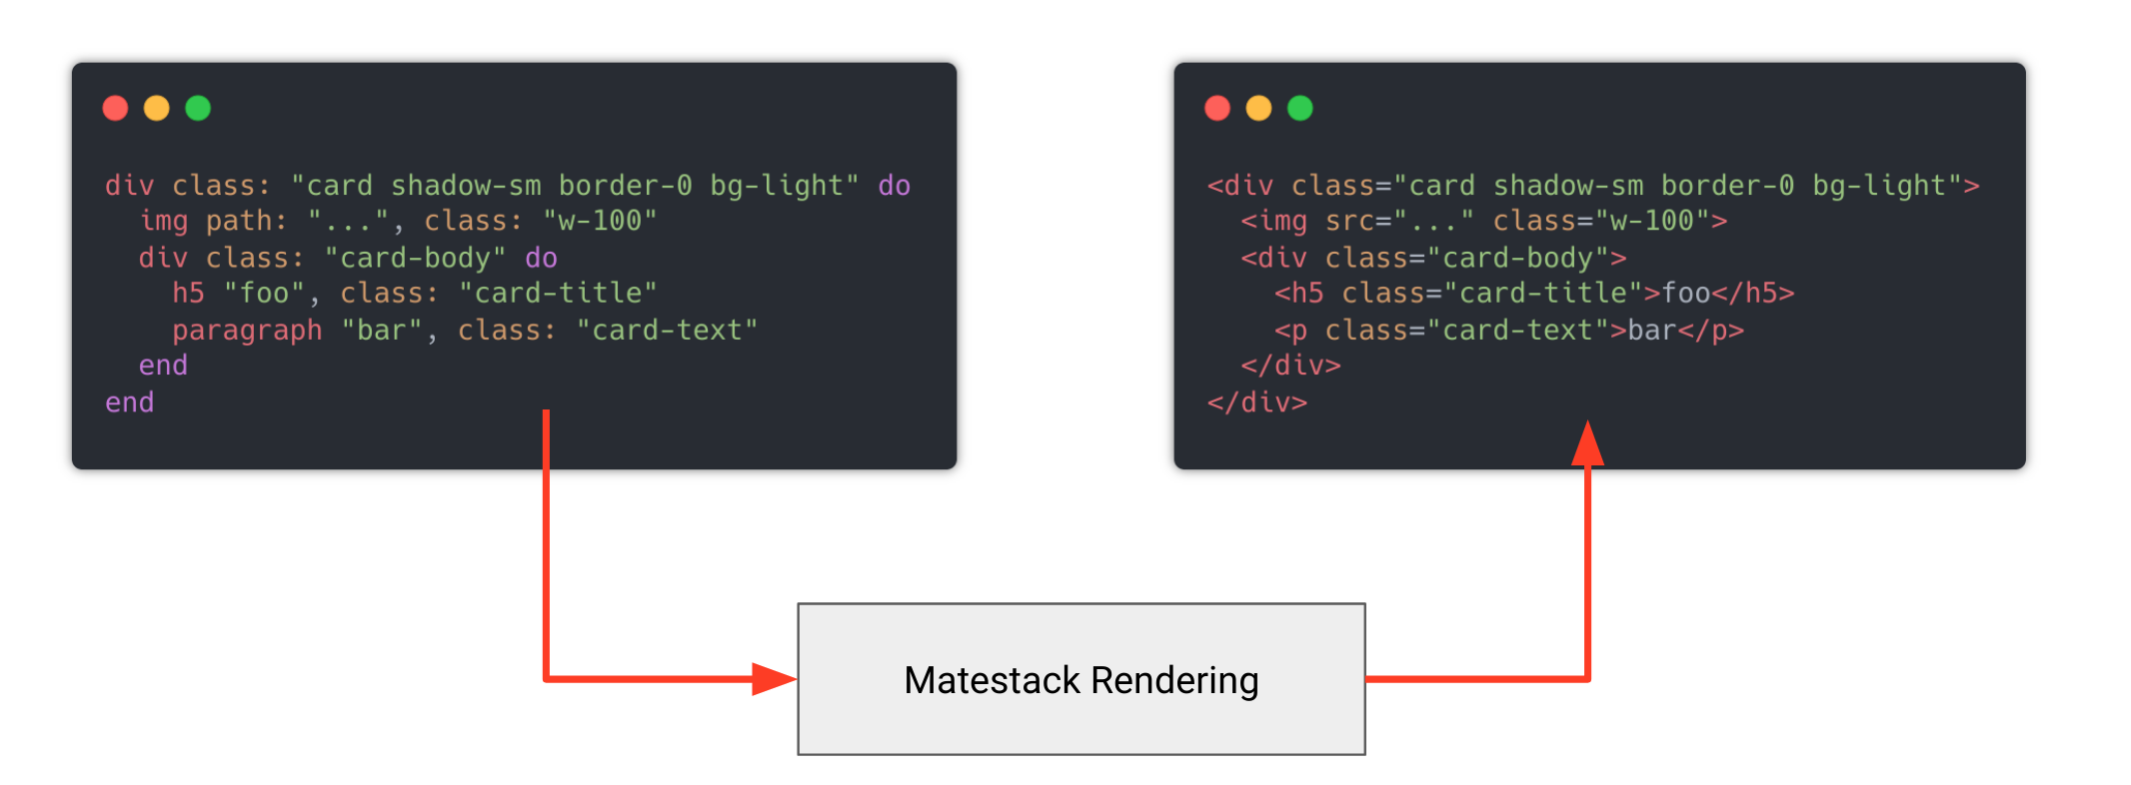 div class: "card shadow-sm border-0 bg-light" do
  img path: "...", class: "w-100"
  div class: "card-body" do
    h5 "foo", class: "card-title"
    paragraph "bar", class: "card-text"
  end
end
<div class="card shadow-sm border-0 bg-light">
  <img src="..." class="w-100">
  <div class="card-body">
    <h5 class="card-title">foo</h5>
    <p class="card-text">bar</p>
  </div>
</div>
Matestack Rendering